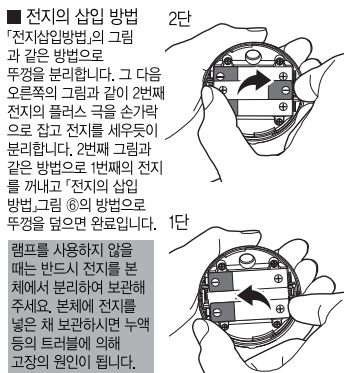 ■ 전지의 삽입 방법
「전지삽입방법」의 그림
과 같은 방법으로
뚜껑을 분리합니다. 그 다음
오른쪽의 그림과 같이 2번째
전지의 플러스 극을 손가락
으로 잡고 전지를 세우듯이
분리합니다. 2번째 그림과
같은 방법으로 1번째의 전지
를 꺼내고 「전지의 삽입
방법」그림 ⑥의 방법으로
뚜껑을 덮으면 완료입니다.
램프를 사용하지 않을
때는 반드시 전지를 본
체에서 분리하여 보관해
주세요. 본체에 전지를
넣은 채 보관하시면 누액
등의 트러블에 의해
고장의 원인이 됩니다.
2단
⊖
⊕ ⊖
⊖ ⊕
1단
⊖ ⊕
⊖ ⊕